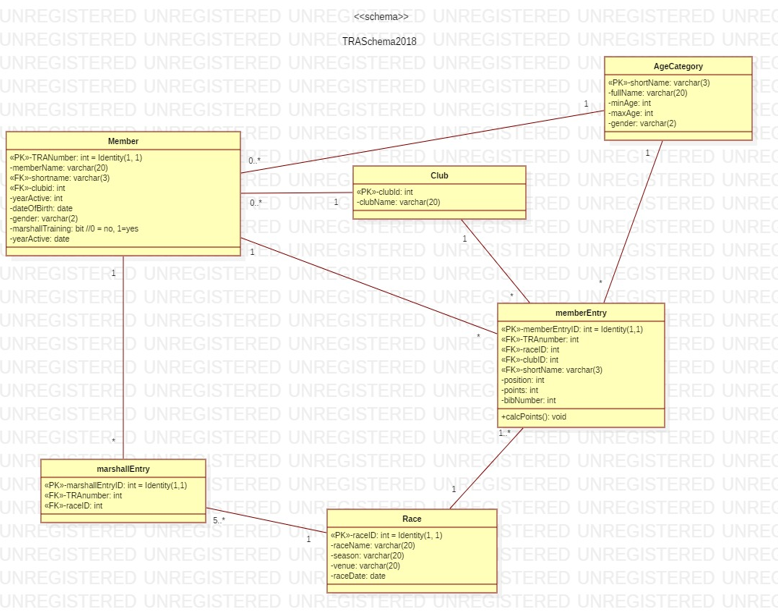 <<schema>>
TRASchema2018
AgeCategory
«PK»-shortName: varchar(3)
-fullName: varchar(20)
-minAge: int
-maxAge: int
-gender: varchar(2)
1
1
Member
«PK»-TRANumber: int = Identity(1, 1)
-memberName: varchar(20)
«FK»-shortname: varchar(3)
«FK»-clubid: int
-yearActive: int
-dateOfBirth: date
-gender: varchar(2)
-marshallTraining: bit //0 = no, 1=yes
-yearActive: date
0..*
0..*
1
1
Club
«PK»-clubId: int
-clubName: varchar(20)
1
1
*
*
*
memberEntry
«PK»-memberEntryID: int = Identity(1,1)
«FK»-TRAnumber: int
«FK»-raceID: int
«FK»-clubID: int
«FK»-shortName: varchar(3)
-position: int
-points: int
-bibNumber: int
+calcPoints(): void
1..*
*
marshallEntry
«PK»-marshallEntryID: int = Identity(1,1)
«FK»-TRAnumber: int
«FK»-raceID: int
5..*
1
1
Race
«PK»-raceID: int = Identity(1, 1)
-raceName: varchar(20)
-season: varchar(20)
-venue: varchar(20)
-raceDate: date
UNREGISTERED